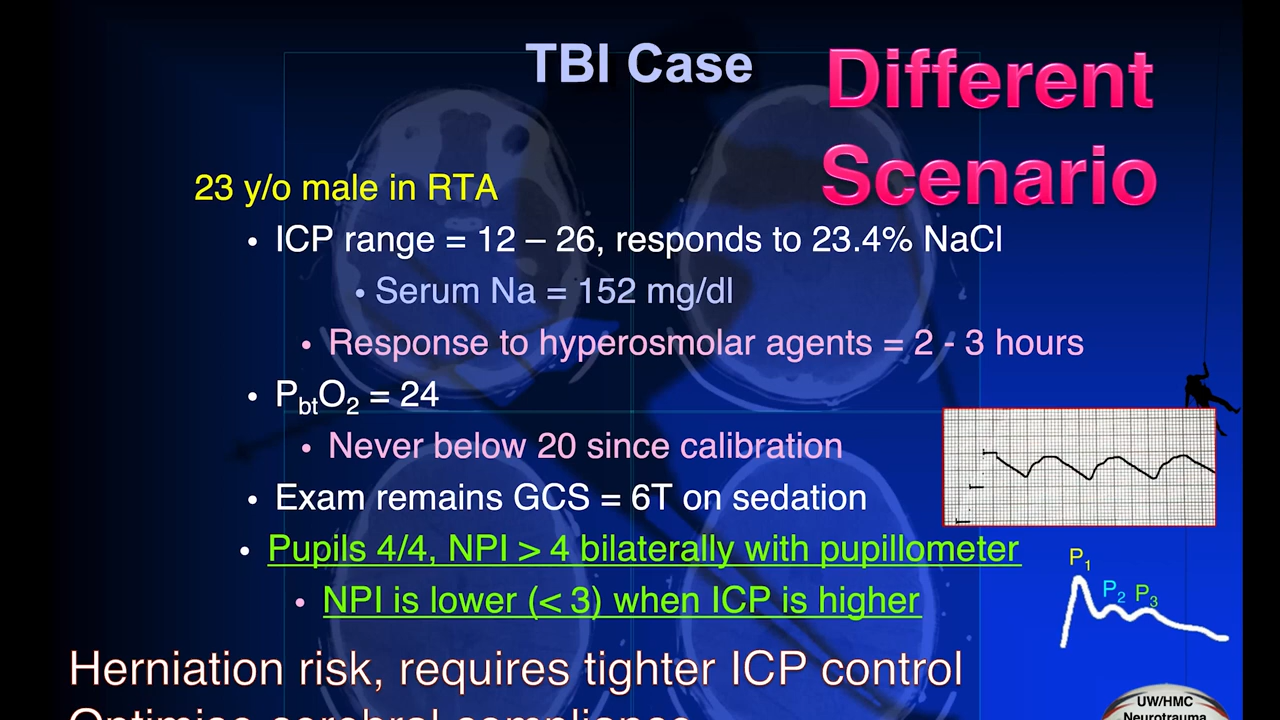 TBI Case
Different
Scenario
23 y/o male in RTA
• ICP range = 12 – 26, responds to 23.4% NaCl
• Serum Na = 152 mg/dl
• Response to hyperosmolar agents = 2 - 3 hours
• PbtO2 = 24
• Never below 20 since calibration
• Exam remains GCS = 6T on sedation
• Pupils 4/4, NPI > 4 bilaterally with pupillometer
• NPI is lower (< 3) when ICP is higher
P1
P2 P3
Herniation risk, requires tighter ICP control
Optimise cerebral compliance
UW/HMC
Neurotrauma